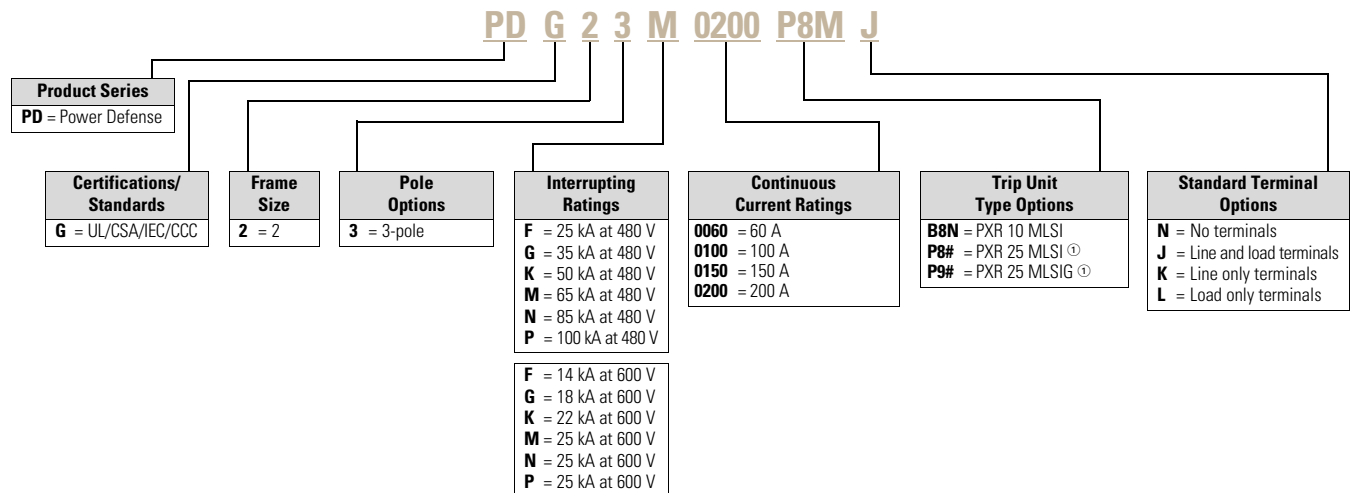 PD G 2 3 M 0200 P8M J
Product Series
PD = Power Defense
Certifications/
Standards
G = UL/CSA/IEC/CCC
Frame
Size
2 = 2
Pole
Options
3 = 3-pole
Interrupting
Ratings
F = 25 kA at 480 V
G = 35 kA at 480 V
K = 50 kA at 480 V
M = 65 kA at 480 V
N = 85 kA at 480 V
P = 100 kA at 480 V
F = 14 kA at 600 V
G = 18 kA at 600 V
K = 22 kA at 600 V
M = 25 kA at 600 V
N = 25 kA at 600 V
P = 25 kA at 600 V
Continuous
Current Ratings
0060 = 60 A
0100 = 100 A
0150 = 150 A
0200 = 200 A
Trip Unit
Type Options
B8N = PXR 10 MLSI
P8# = PXR 25 MLSI ①
P9# = PXR 25 MLSIG ①
Standard Terminal
Options
N = No terminals
J = Line and load terminals
K = Line only terminals
L = Load only terminals